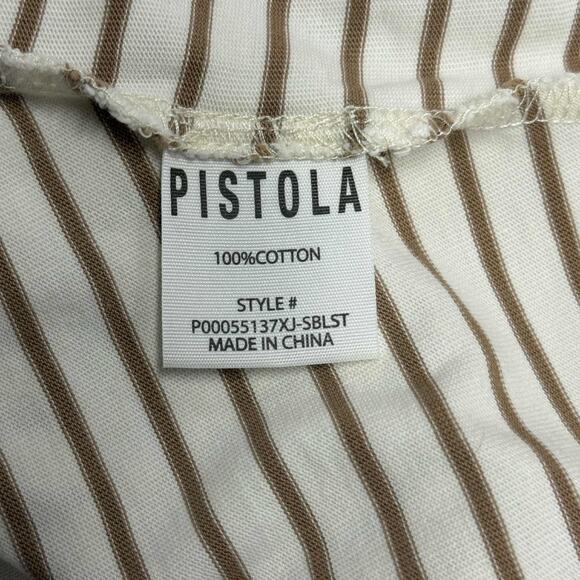 PISTOLA
100%COTTON
STYLE #
P00055137XJ-SBLST
MADE IN CHINA